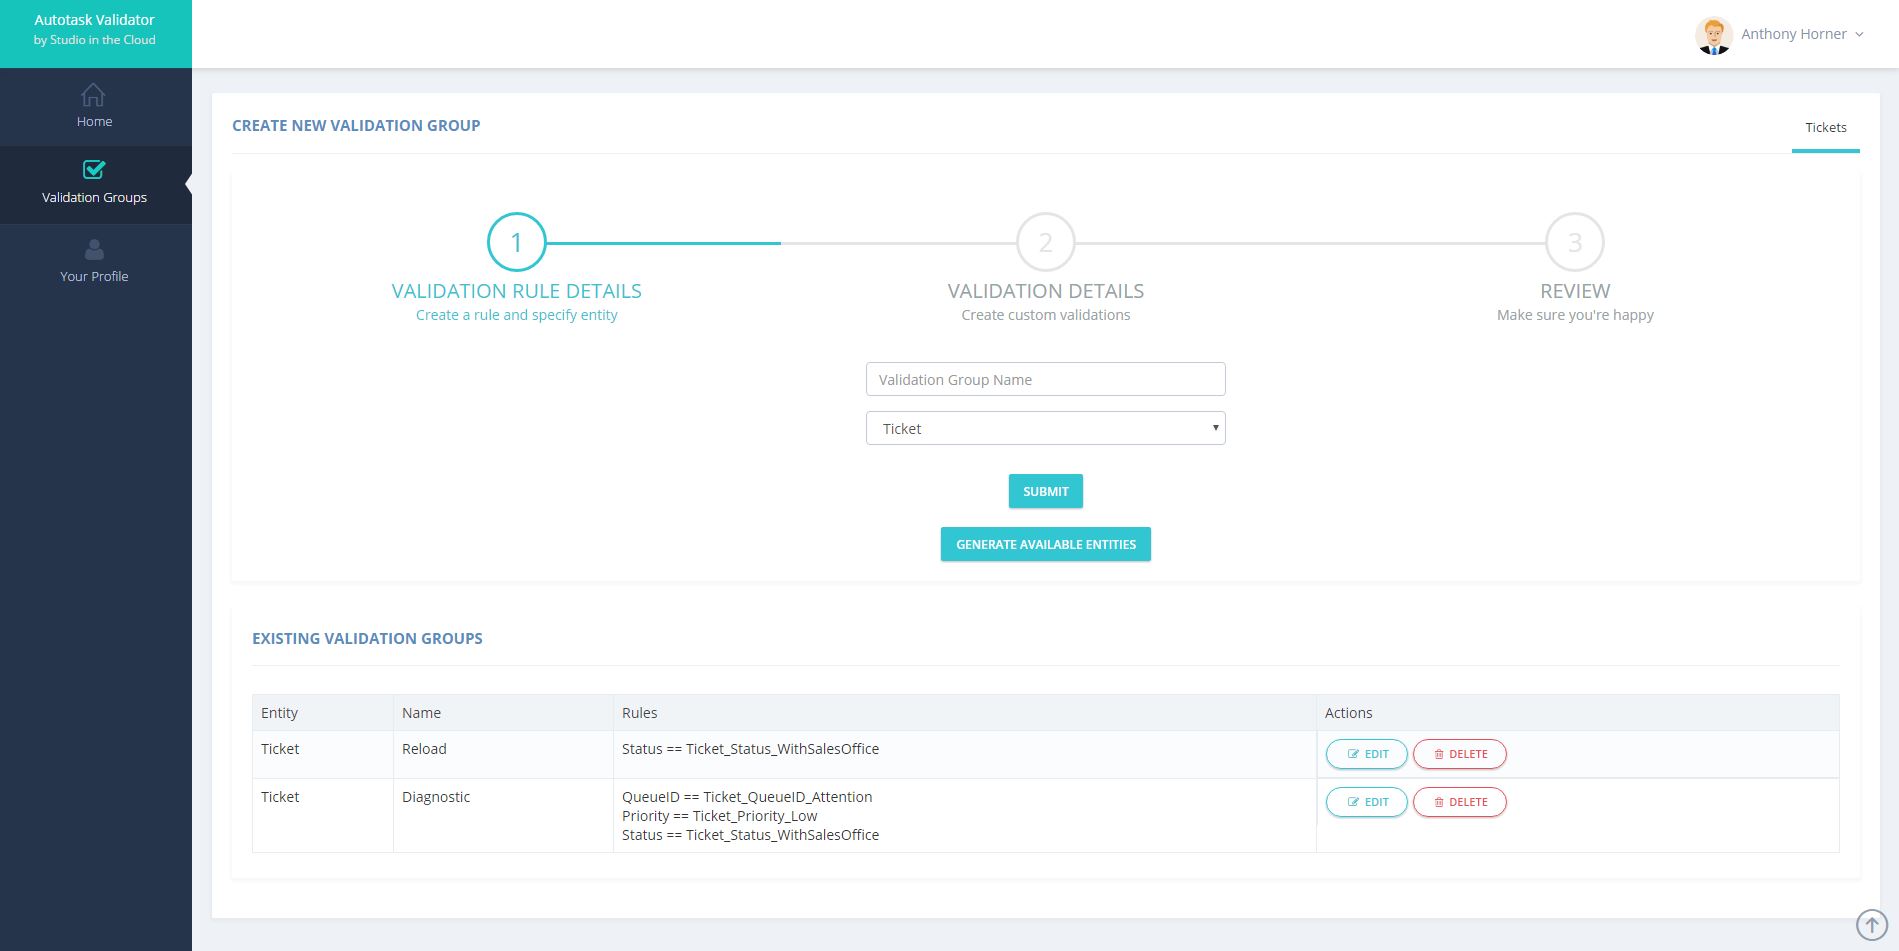 Autotask Validator
by Studio in the Cloud
Anthony Horner
Home
Validation Groups
Your Profile
CREATE NEW VALIDATION GROUP
Tickets
1
VALIDATION RULE DETAILS
Create a rule and specify entity
2
VALIDATION DETAILS
Create custom validations
3
REVIEW
Make sure you're happy
Validation Group Name
Ticket
SUBMIT
GENERATE AVAILABLE ENTITIES
EXISTING VALIDATION GROUPS
Entity Name Rules Actions
Ticket Reload Status == Ticket_Status_WithSalesOffice EDIT DELETE
Ticket Diagnostic QueueID == Ticket_QueueID_Attention EDIT DELETE
Priority == Ticket_Priority_Low
Status == Ticket_Status_WithSalesOffice